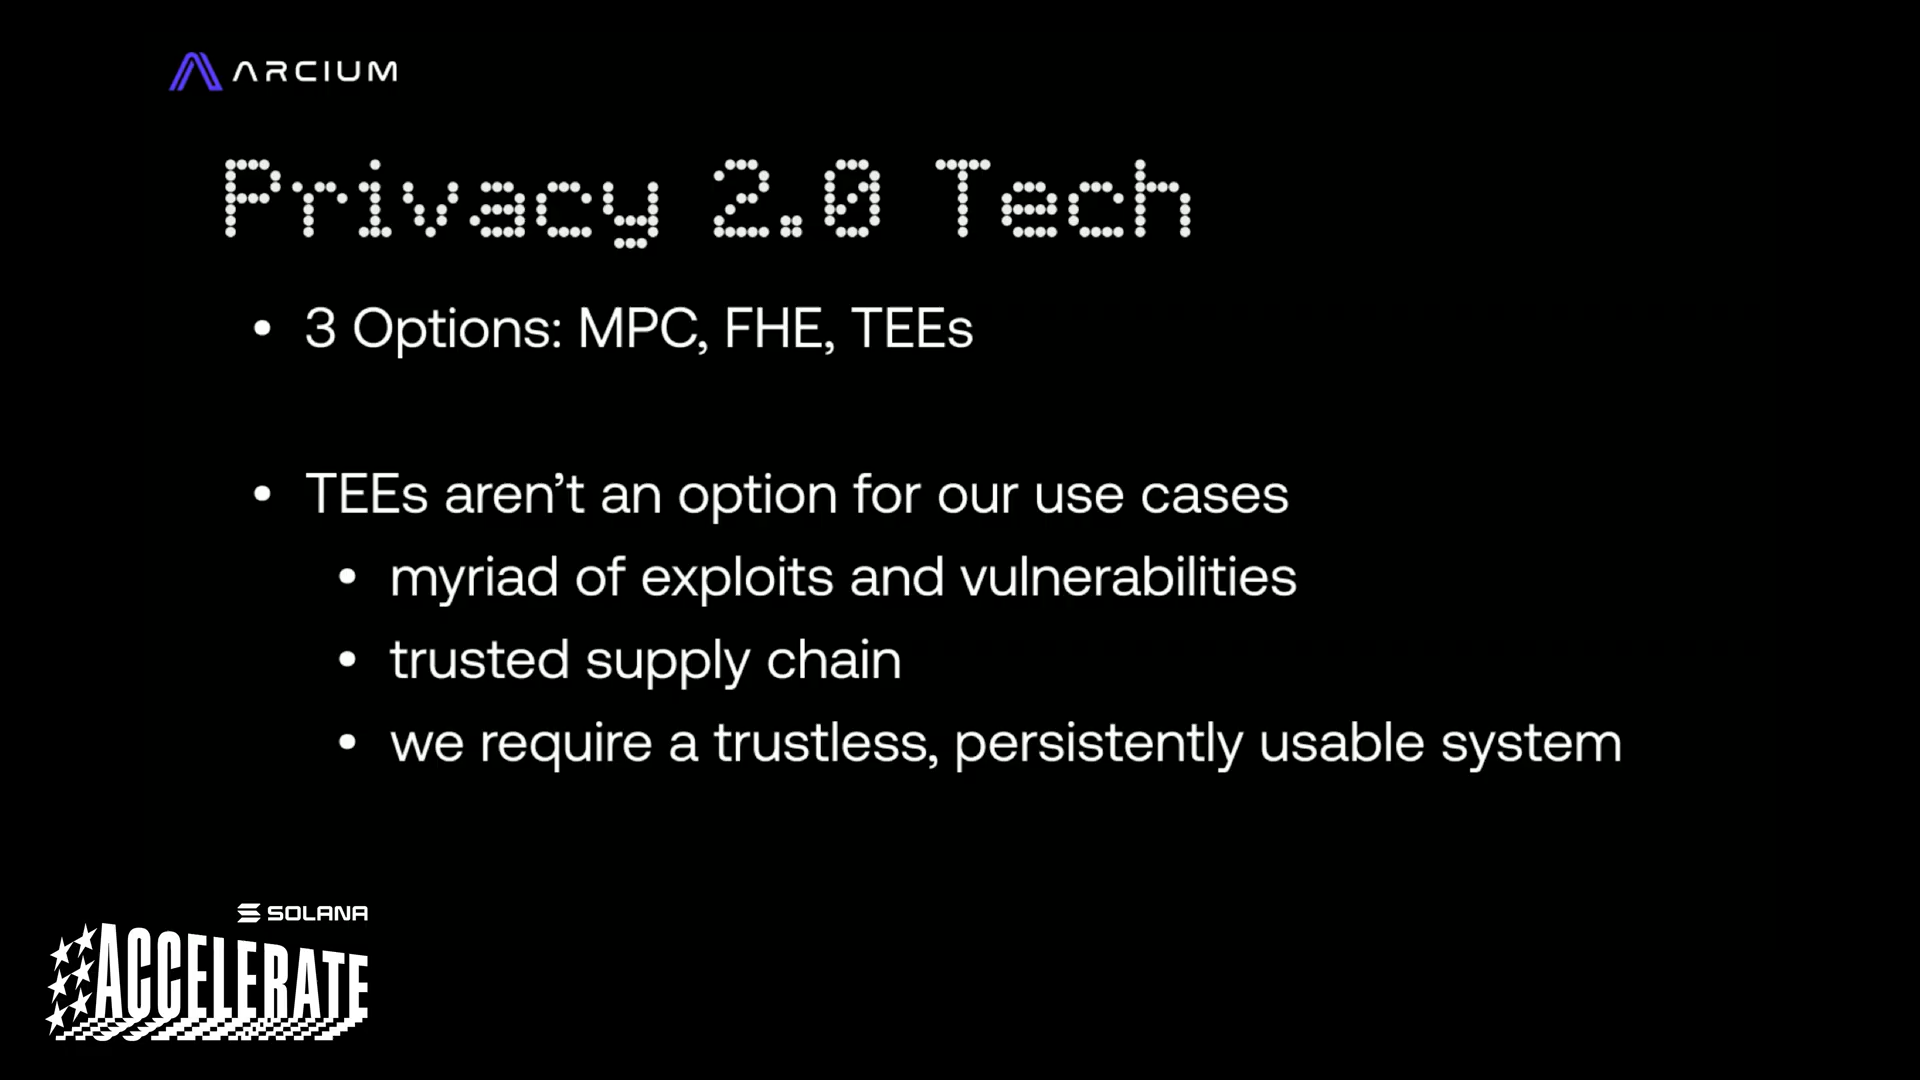 ARCIUM
Privacy 2.0 Tech
• 3 Options: MPC, FHE, TEEs
• TEEs aren’t an option for our use cases
• myriad of exploits and vulnerabilities
• trusted supply chain
• we require a trustless, persistently usable system
SOLANA
ACCELERATE